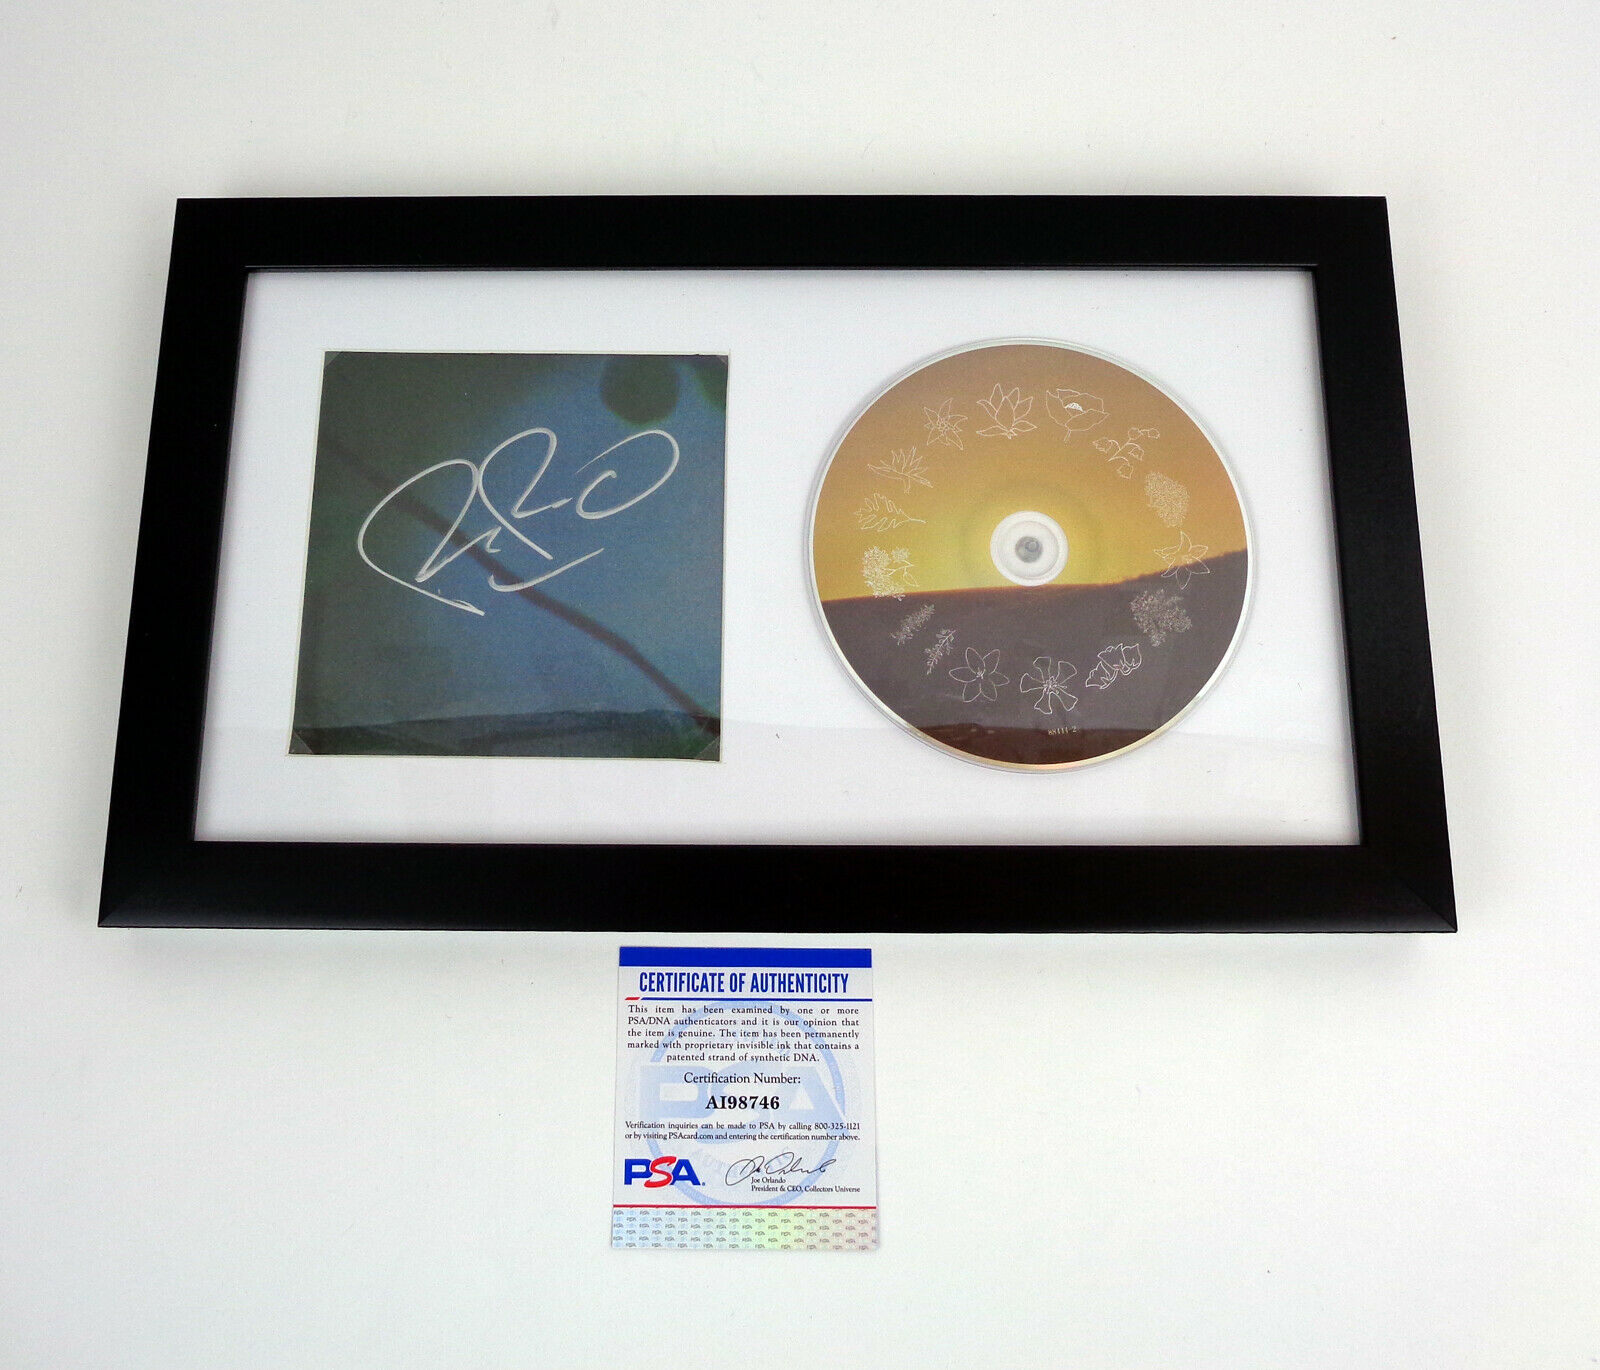 88411-2
CERTIFICATE OF AUTHENTICITY
This item has been examined by one or more
PSA/DNA authenticators and it is our opinion that
the item is genuine. The item has been permanently
marked with proprietary invisible ink that contains a
patented strand of synthetic DNA.
Certification Number:
AI98746
Verification inquiries can be made to PSA by calling 800-325-1121
or by visiting PSAcard.com and entering the certification number above.
PSA
Joe Orlando
President & CEO, Collectors Universe